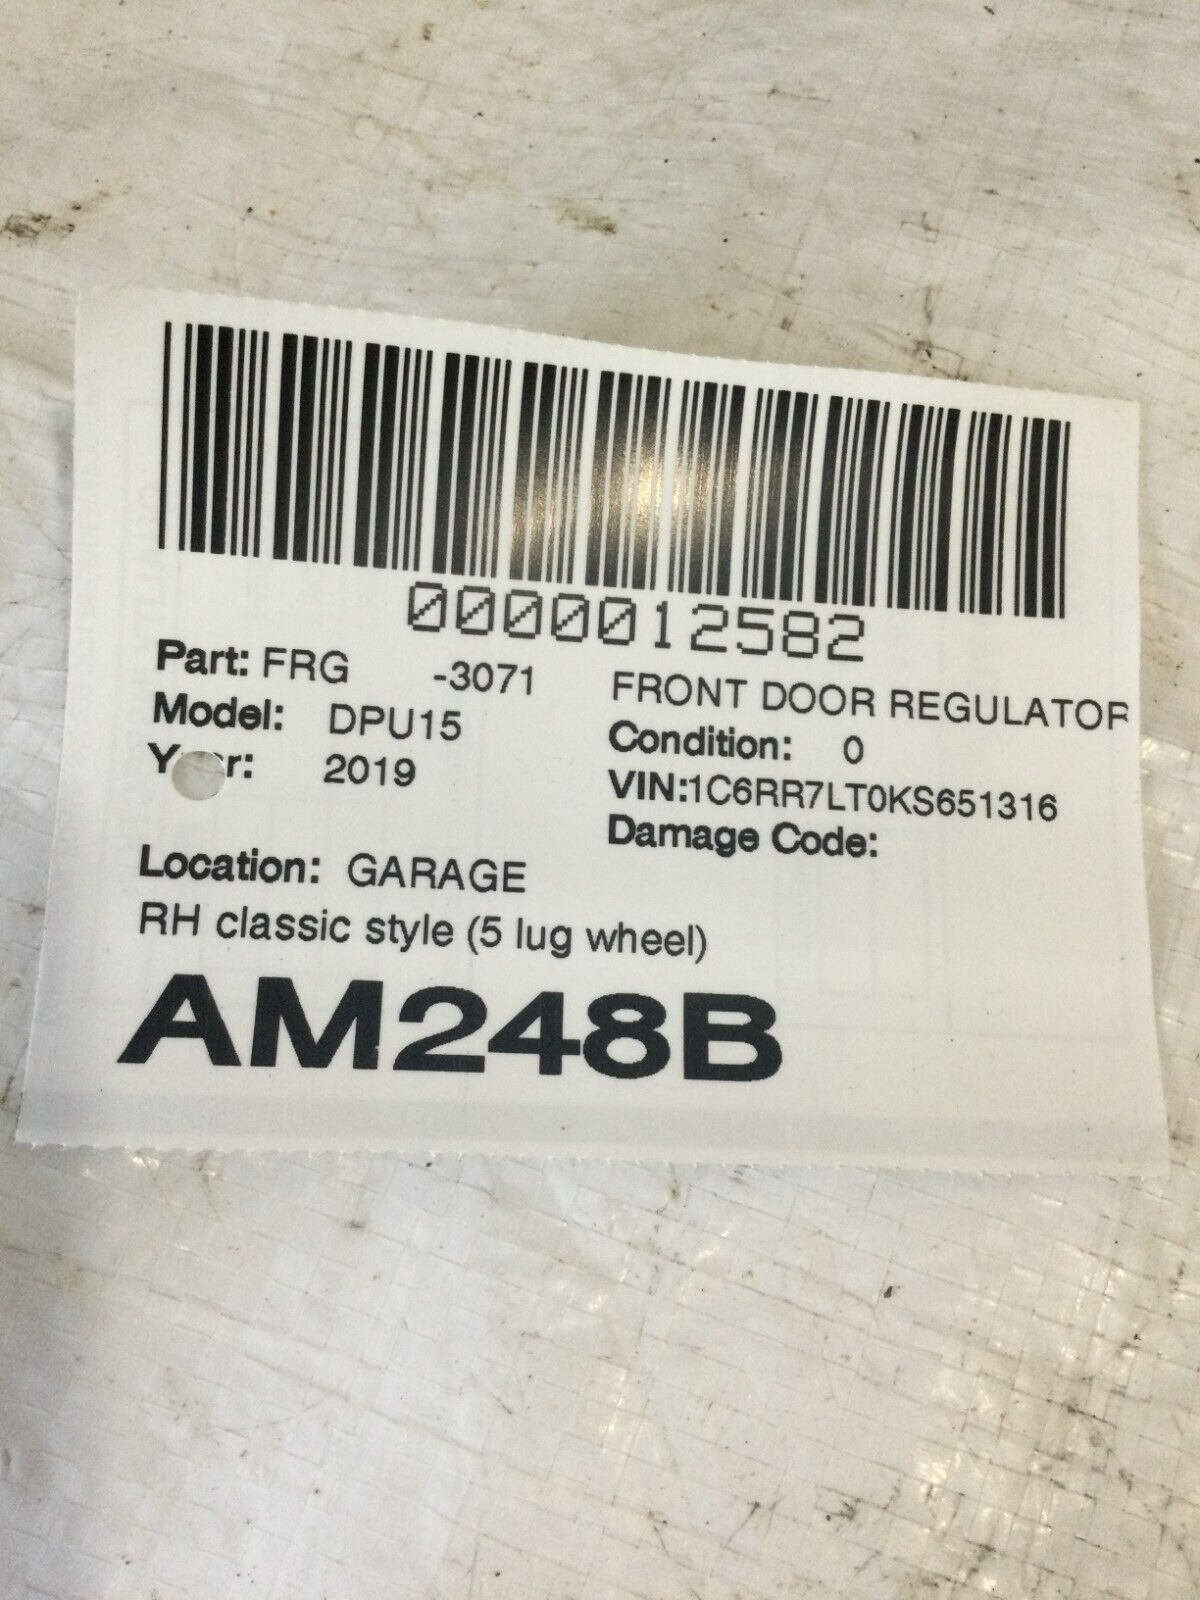 0000012582
Part: FRG -3071 FRONT DOOR REGULATOR
Model: DPU15 Condition: 0
Year: 2019 VIN:1C6RR7LT0KS651316
Damage Code:
Location: GARAGE
RH classic style (5 lug wheel)
AM248B